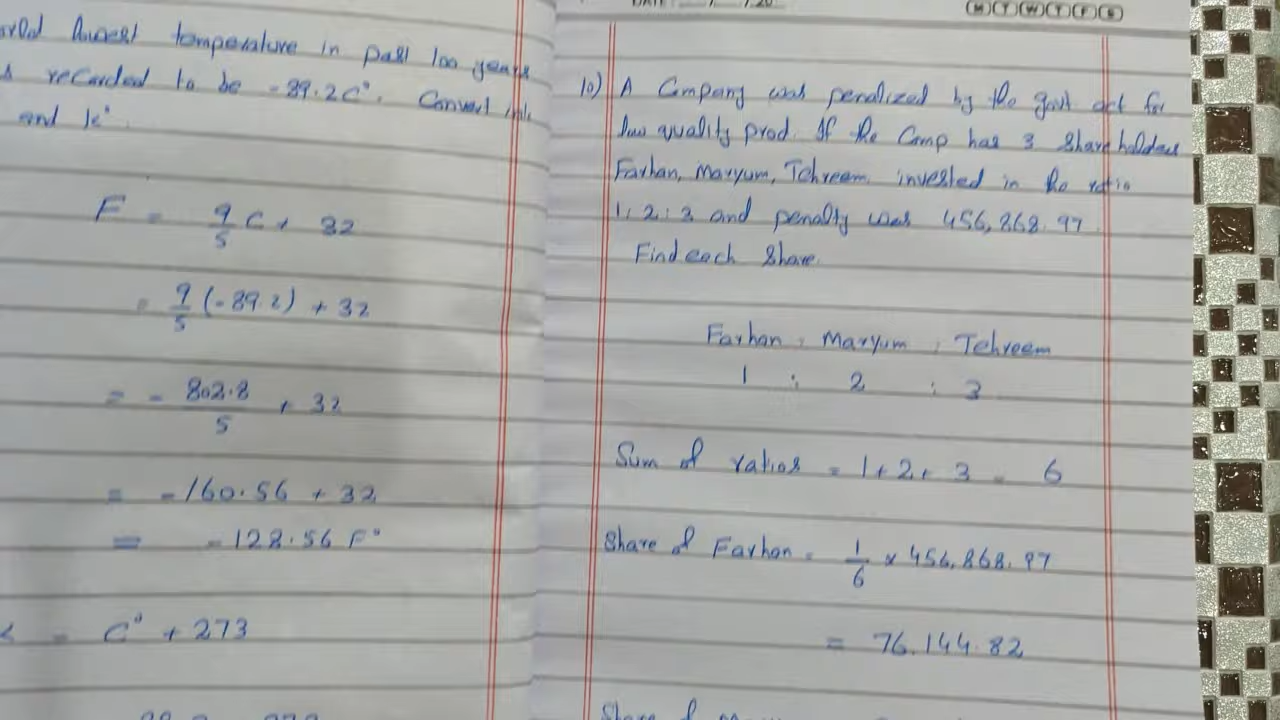 lowest temperature in past 100 years
recorded to be -89.2C°. Convert into
and k°
F = 9/5 C + 32
= 9/5 (-89.2) + 32
= - 802.8/5 + 32
= -160.56 + 32
= -128.56 F°
= C° + 273
M T W T F S
10) A Company was penalized by the govt act for
low quality prod. If the Comp has 3 Shareholders
Farhan, Maryum, Tehreem invested in the ratio
1:2:3 and penalty was 456,868.97
Find each Share.
Farhan : Maryum : Tehreem
1 : 2 : 3
Sum of ratios = 1+2+3 = 6
Share of Farhan = 1/6 x 456,868.97
= 76,144.82
Share of